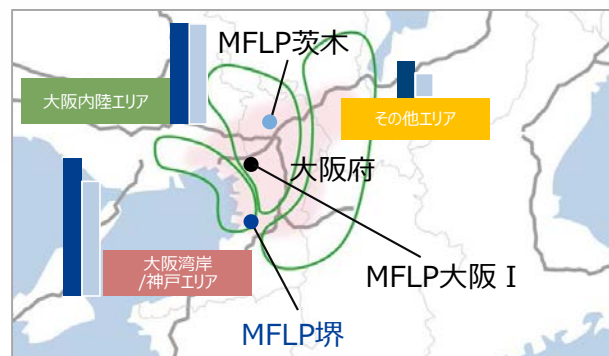 MFLP茨木
大阪内陸エリア
その他エリア
大阪府
大阪湾岸
/神戸エリア
MFLP大阪Ⅰ
MFLP堺